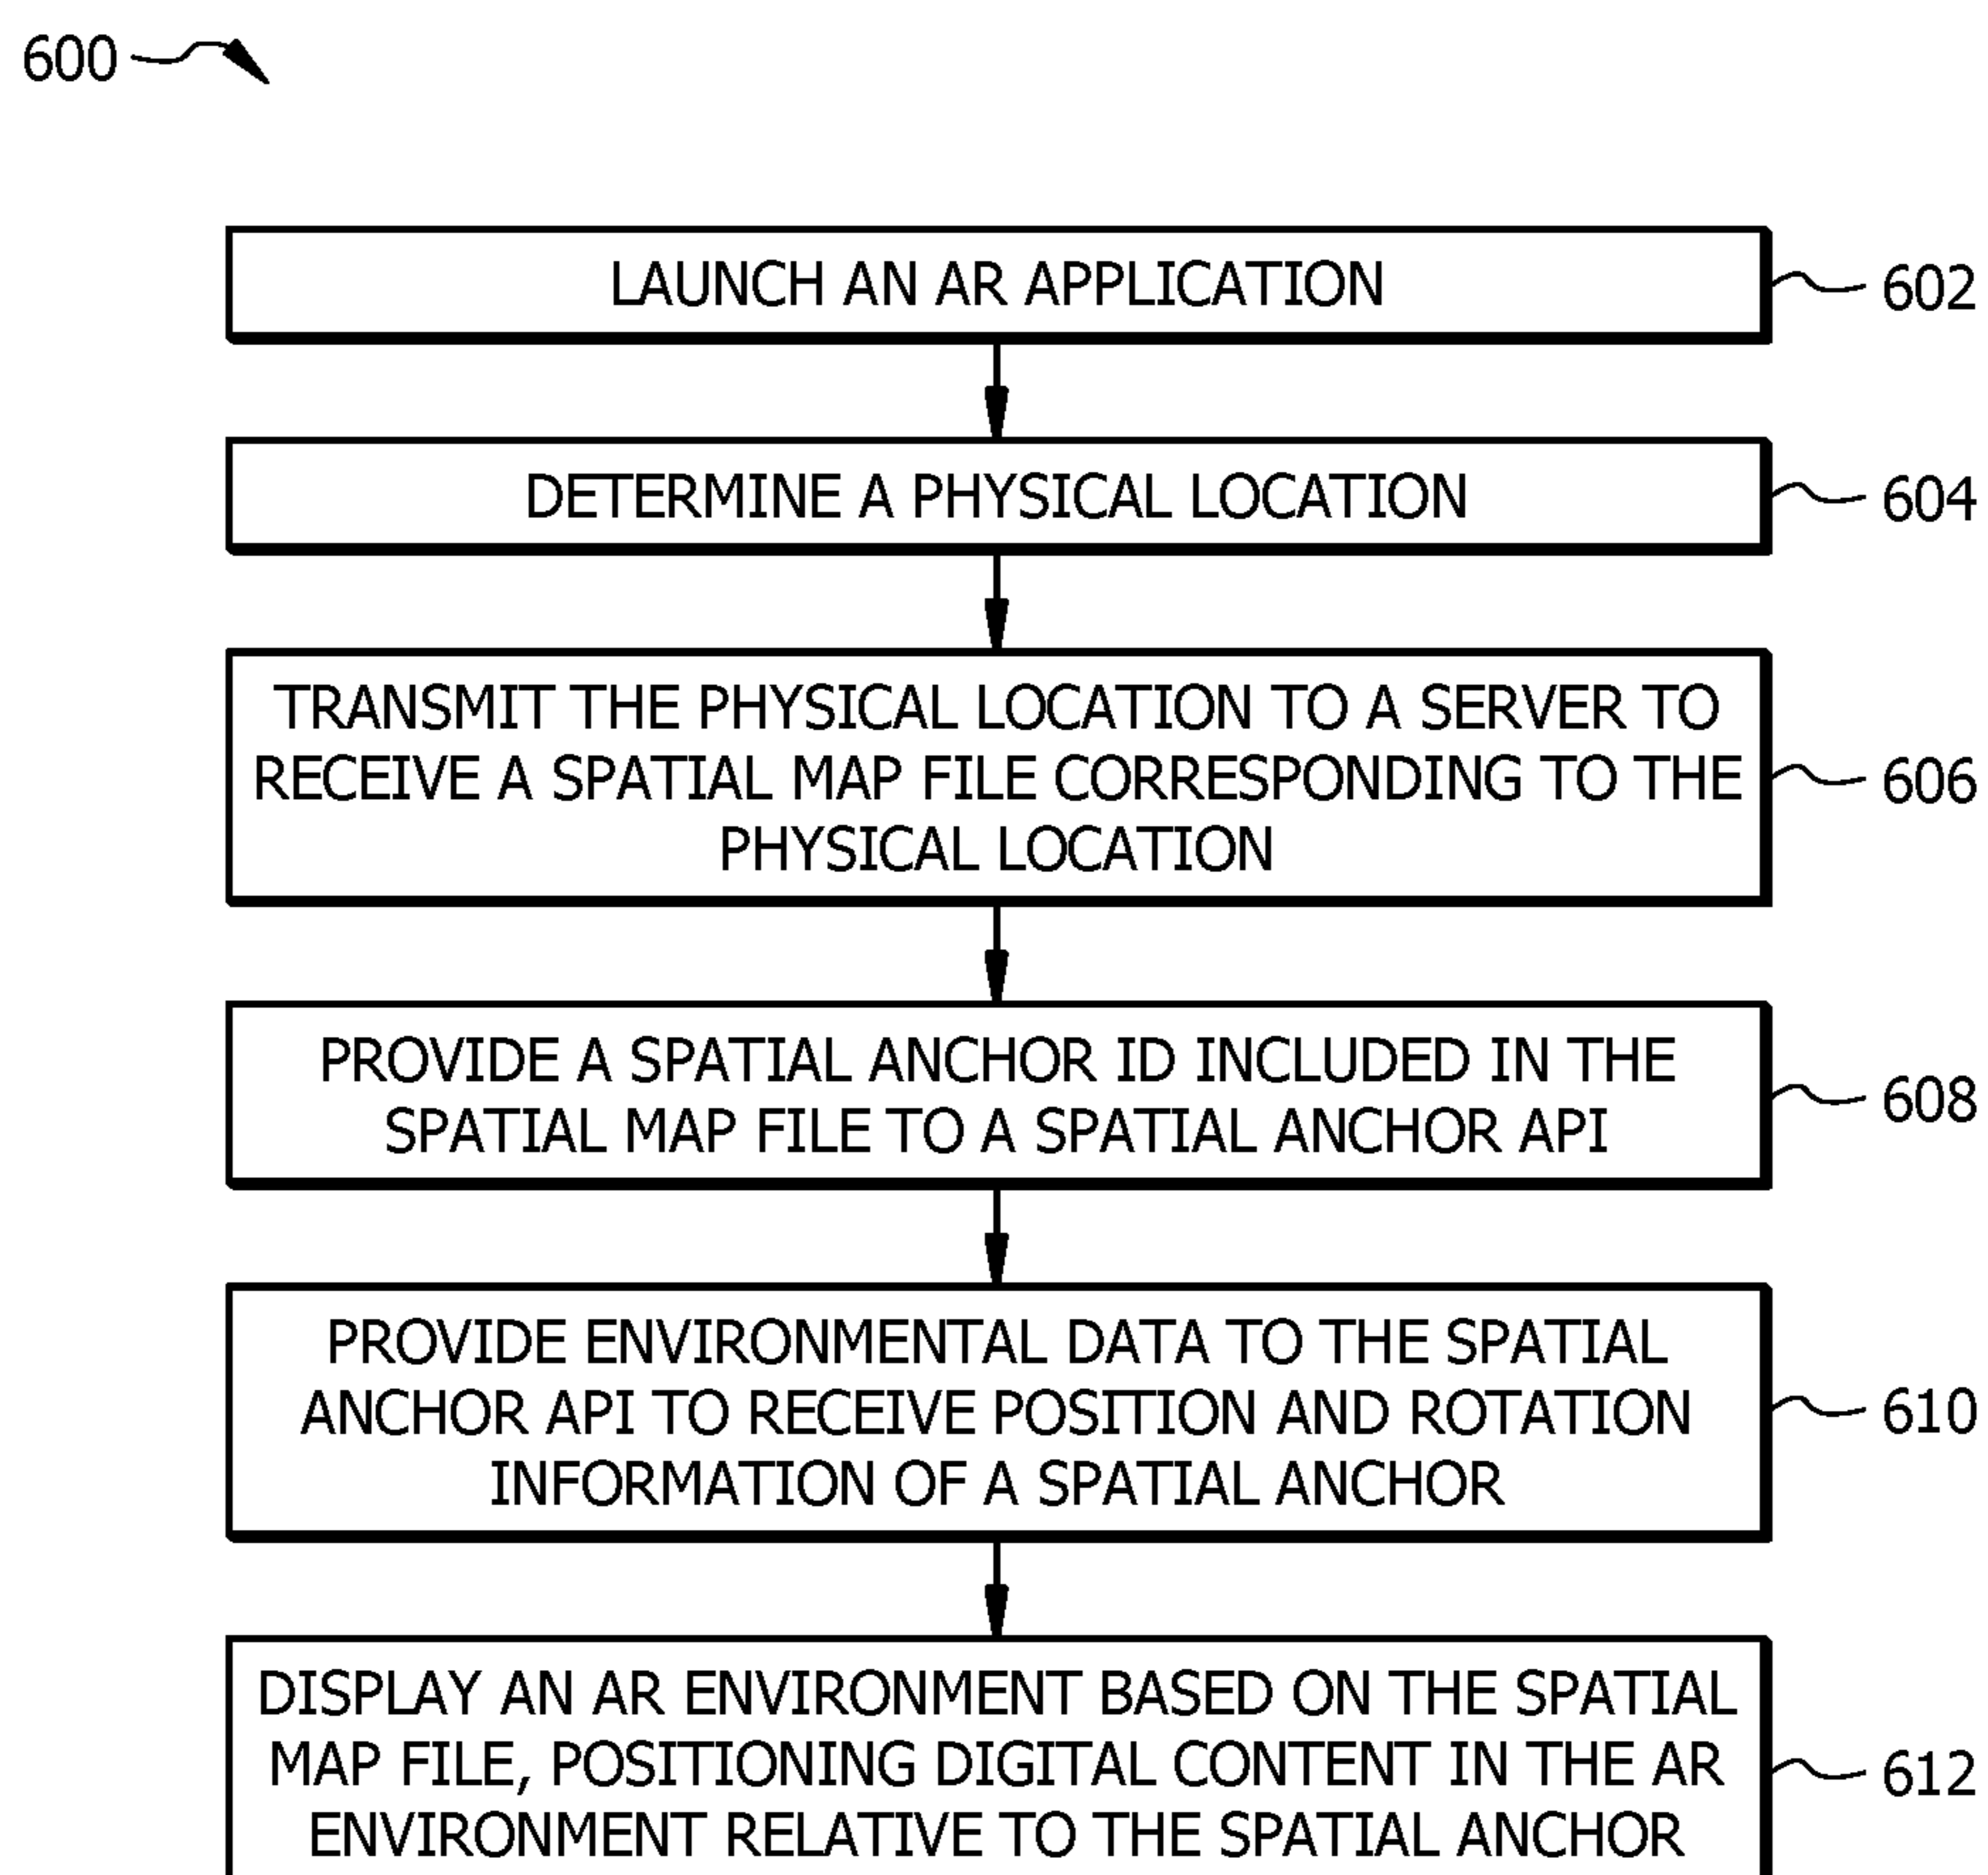 600
LAUNCH AN AR APPLICATION
602
DETERMINE A PHYSICAL LOCATION
604
TRANSMIT THE PHYSICAL LOCATION TO A SERVER TO
RECEIVE A SPATIAL MAP FILE CORRESPONDING TO THE
PHYSICAL LOCATION
606
PROVIDE A SPATIAL ANCHOR ID INCLUDED IN THE
SPATIAL MAP FILE TO A SPATIAL ANCHOR API
608
PROVIDE ENVIRONMENTAL DATA TO THE SPATIAL
ANCHOR API TO RECEIVE POSITION AND ROTATION
INFORMATION OF A SPATIAL ANCHOR
610
DISPLAY AN AR ENVIRONMENT BASED ON THE SPATIAL
MAP FILE, POSITIONING DIGITAL CONTENT IN THE AR
ENVIRONMENT RELATIVE TO THE SPATIAL ANCHOR
612